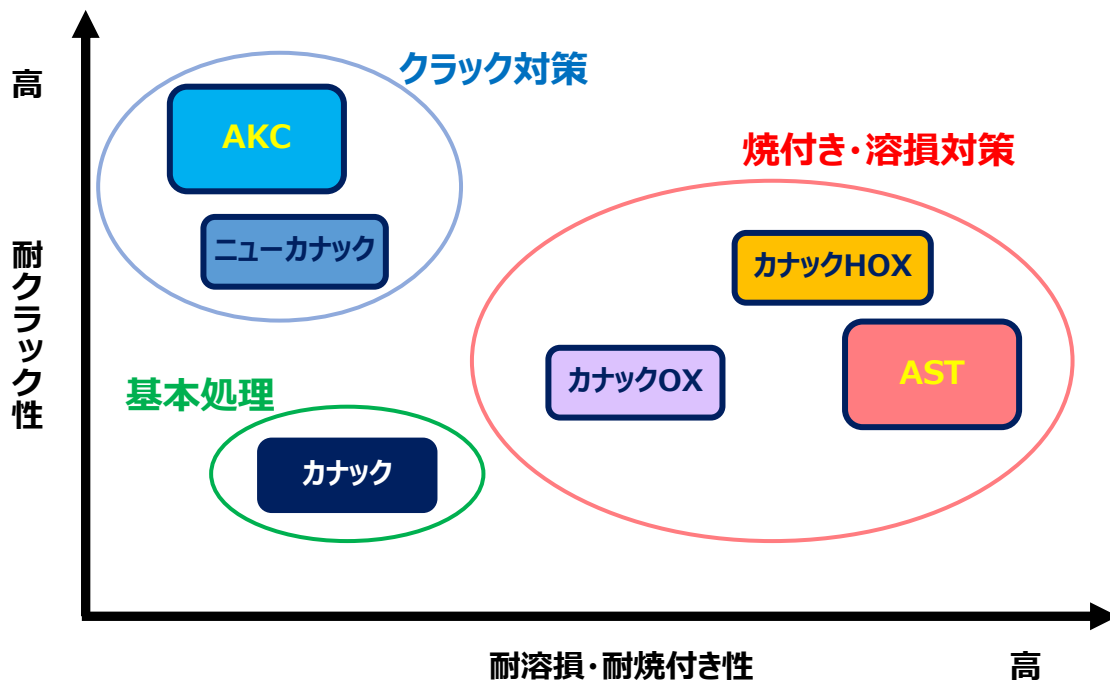 高
クラック対策
AKC
ニューカナック
焼付き・溶損対策
カナックHOX
カナックOX
AST
耐クラック性
基本処理
カナック
耐溶損・耐焼付き性
高